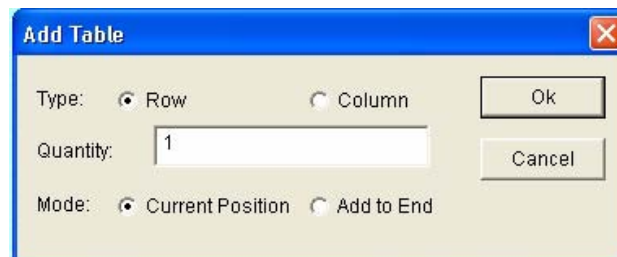 Add Table
Type: Row Column Ok
Quantity: 1
Cancel
Mode: Current Position Add to End